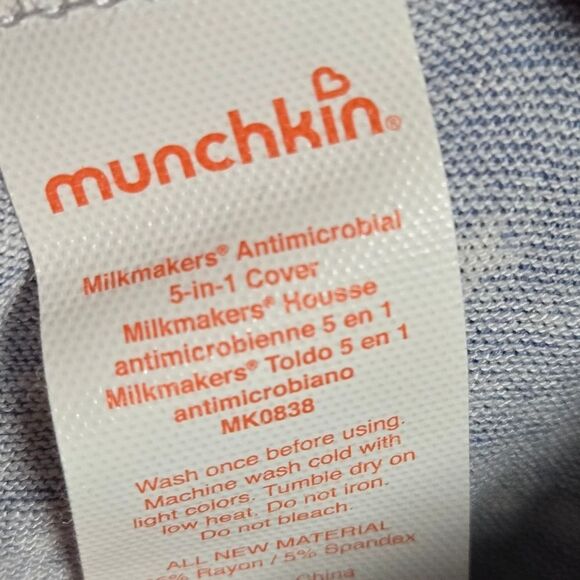 munchkin®
Milkmakers® Antimicrobial
5-in-1 Cover
Milkmakers® Housse
antimicrobienne 5 en 1
Milkmakers® Toldo 5 en 1
antimicrobiano
MK0838
Wash once before using.
Machine wash cold with
light colors. Tumble dry on
low heat. Do not iron.
Do not bleach.
ALL NEW MATERIAL
Rayon / 5% Spandex
China